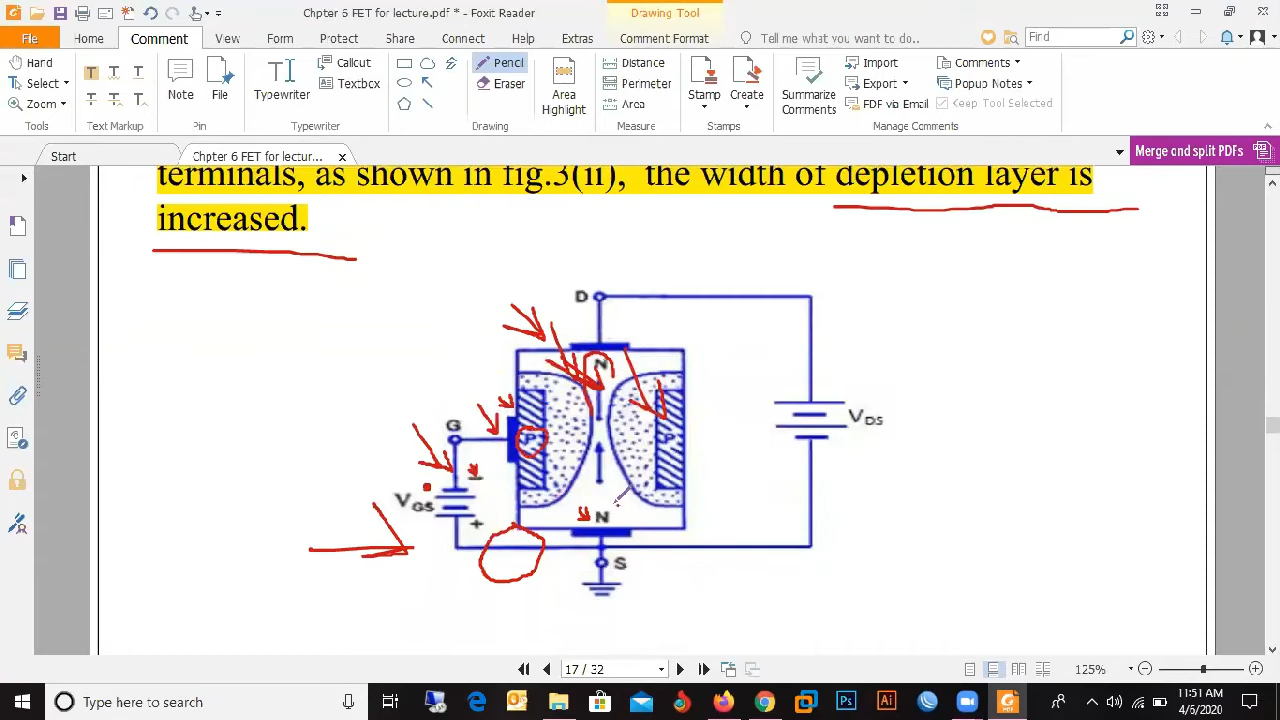 Chpter 6 FET for lecture.pdf * - Foxit Reader
Drawing Tool
File Home Comment View Form Protect Share Connect Help Extras Comment Format Tell me what you want to do.. Find
Hand
Select
Zoom
Tools
T T T
T T T
Text Markup
Note
File
Pin
Typewriter
Callout
Textbox
Typewriter
Pencil
Eraser
Drawing
Area
Highlight
Distance
Perimeter
Area
Measure
Stamp
Create
Stamps
Summarize
Comments
Import
Export
FDF via Email
Comments
Popup Notes
Keep Tool Selected
Manage Comments
Start
Chpter 6 FET for lectur...
Merge and split PDFs
terminals, as shown in fig.3(ii), the width of depletion layer is
increased.
D
N
G
P
P
VDS
−
VGS
+
N
S
17 / 32
125%
Type here to search
11:51 AM
4/6/2020